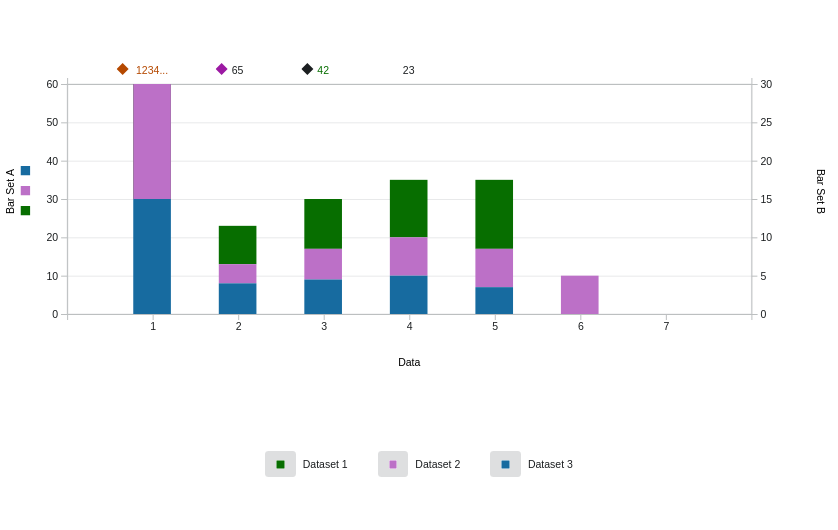 1234... 65 42 23
60 30
50 25
40 20
30 15
20 10
10 5
0 0
Bar Set A
Bar Set B
1 2 3 4 5 6 7
Data
Dataset 1 Dataset 2 Dataset 3